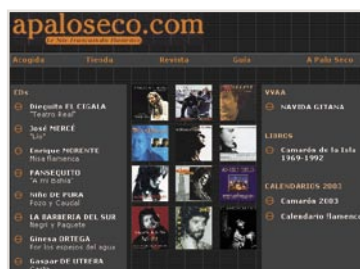 apaloseco.com
Acogida Tienda Revista Guía A Palo Seco
CDs
Dieguito EL CIGALA
"Teatro Real"
José MERCÉ
"Lío"
Enrique MORENTE
Misa flamenca
PANSEQUITO
"A mi Bahía"
Niño DE PURA
Pozo y Caudal
LA BARBERIA DEL SUR
Negri y Paquete
Ginesa ORTEGA
Por los espejos del agua
Gaspar DE UTRERA
VVAA
NAVIDA GITANA
LIBROS
Camarón de la Isla
1969-1992
CALENDARIOS 2003
Camarón 2003
Calendario flamenco